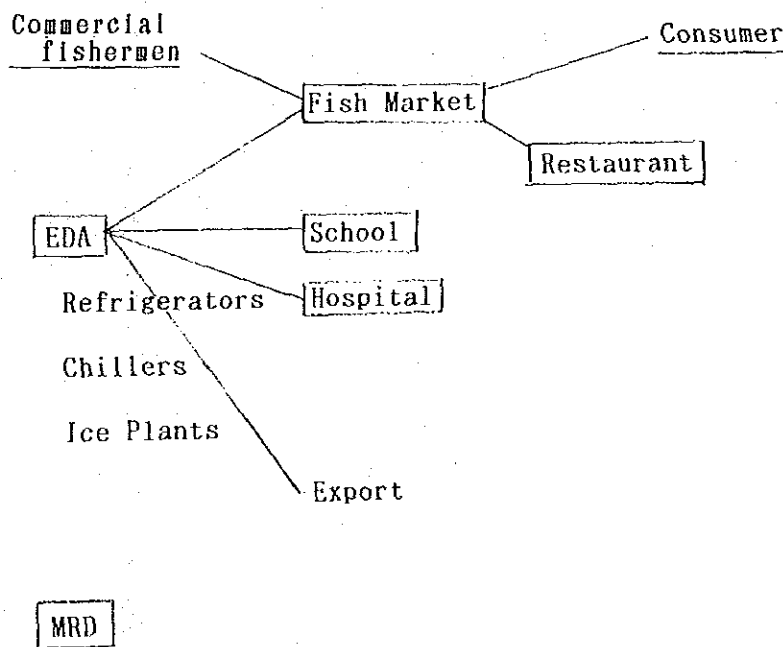 Commercial
fishermen
Consumer
Fish Market
Restaurant
EDA
School
Refrigerators
Hospital
Chillers
Ice Plants
Export
MRD